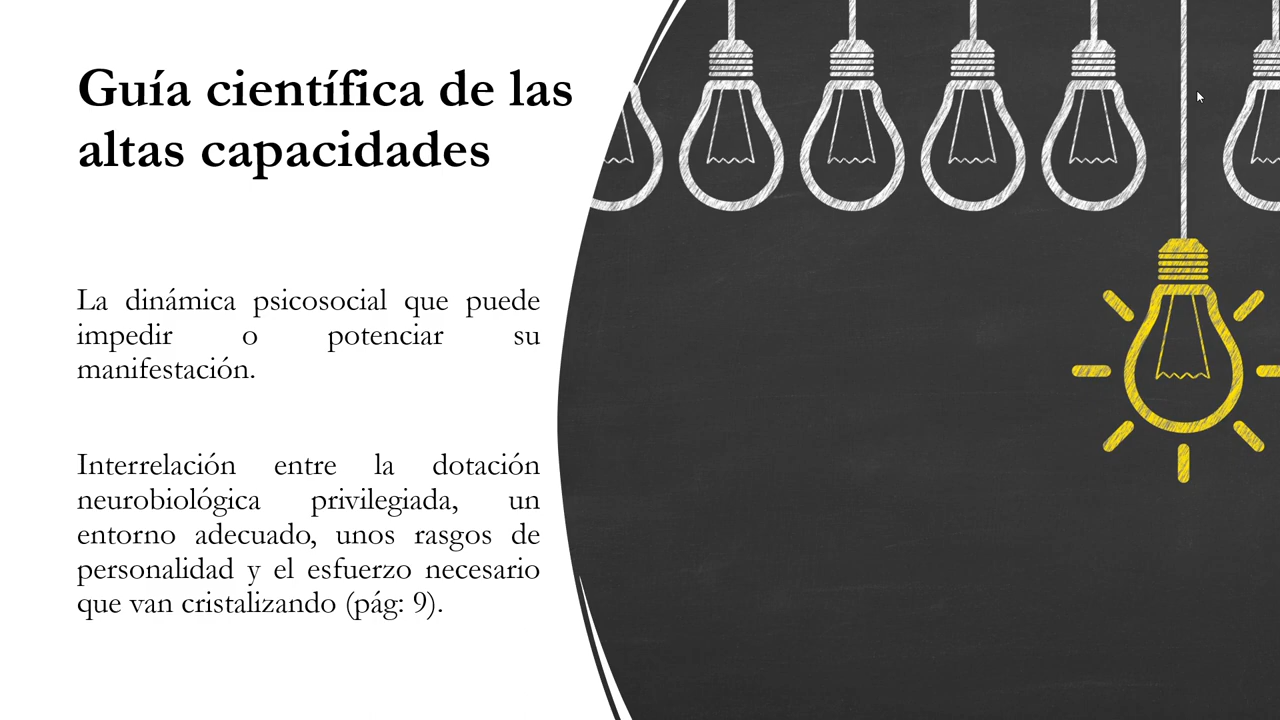 Guía científica de las
altas capacidades
La dinámica psicosocial que puede
impedir o potenciar su
manifestación.
Interrelación entre la dotación
neurobiológica privilegiada, un
entorno adecuado, unos rasgos de
personalidad y el esfuerzo necesario
que van cristalizando (pág: 9).